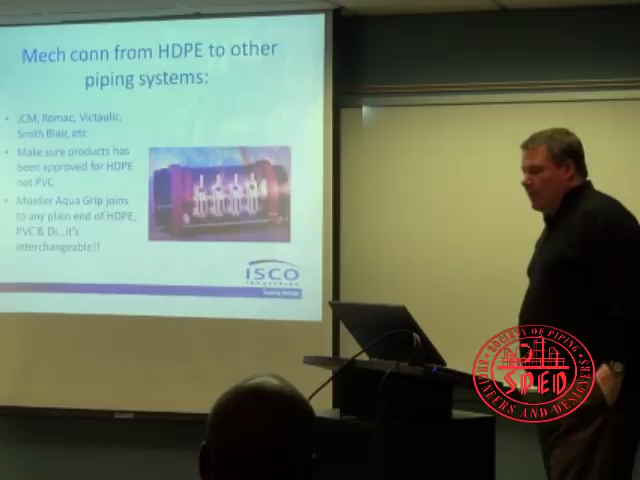 Mech conn from HDPE to other
piping systems:
• JCM, Romac, Victaulic,
Smith Blair, etc
• Make sure products has
been approved for HDPE
not PVC
• Mueller Aqua Grip joins
to any plain end of HDPE,
PVC & Di...it's
interchangeable!!
ISCO
INDUSTRIES
SOCIETY OF PIPING
SPED
ENGINEERS AND DESIGNERS